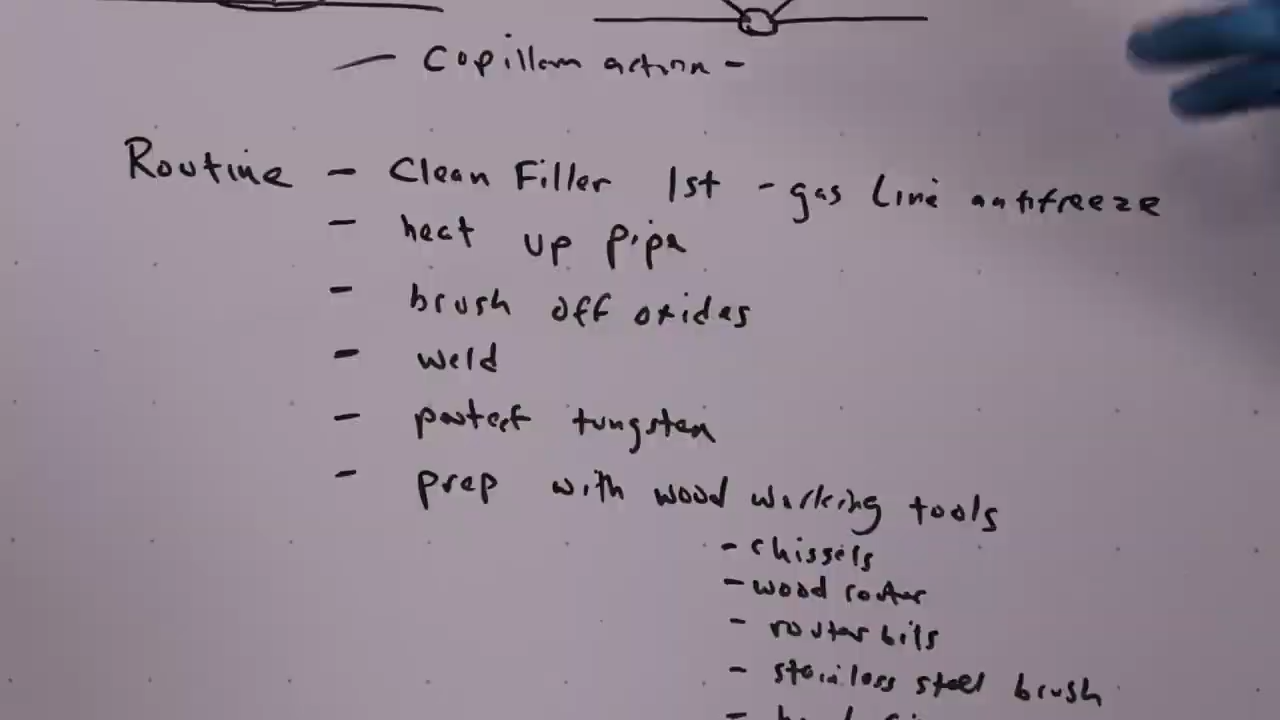 - Copillam action -
Routine - Clean Filler 1st - gas line antifreeze
- heat up pipe
- brush off oxides
- weld
- protect tungsten
- prep with wood working tools
- chissels
- wood router
- router bits
- stainless steel brush